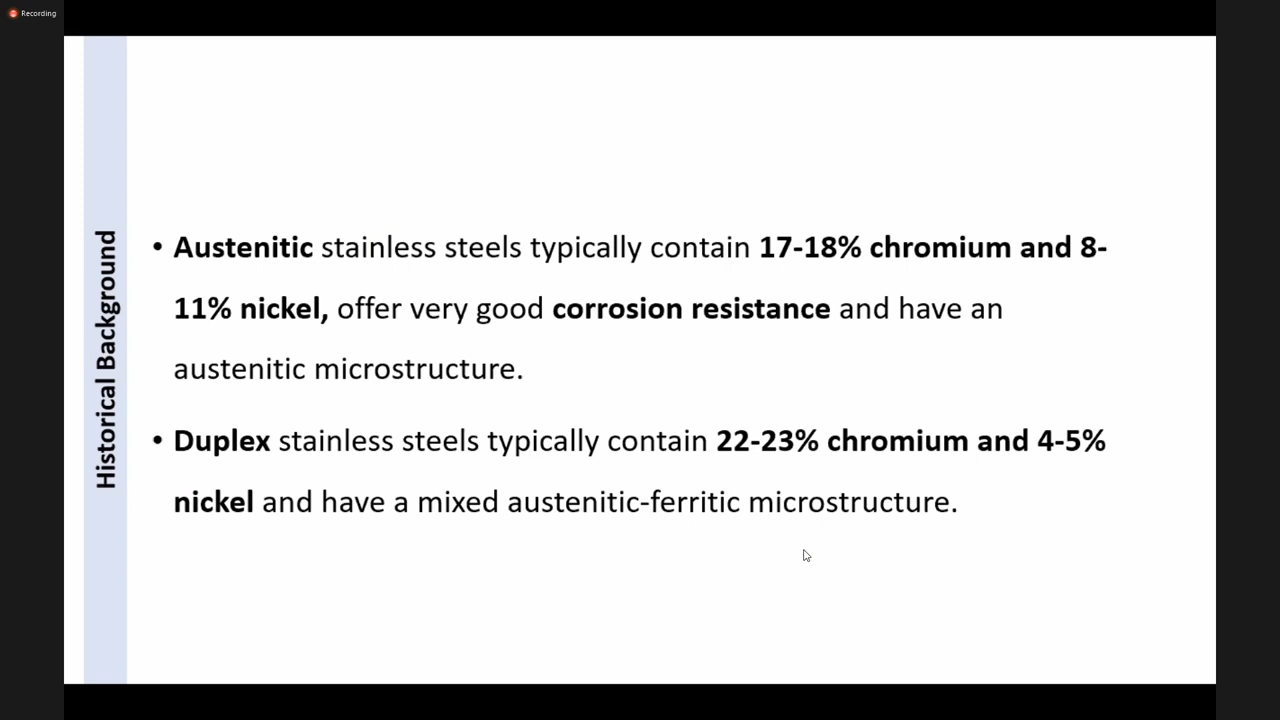 Recording
Historical Background
• Austenitic stainless steels typically contain 17-18% chromium and 8-
11% nickel, offer very good corrosion resistance and have an
austenitic microstructure.
• Duplex stainless steels typically contain 22-23% chromium and 4-5%
nickel and have a mixed austenitic-ferritic microstructure.